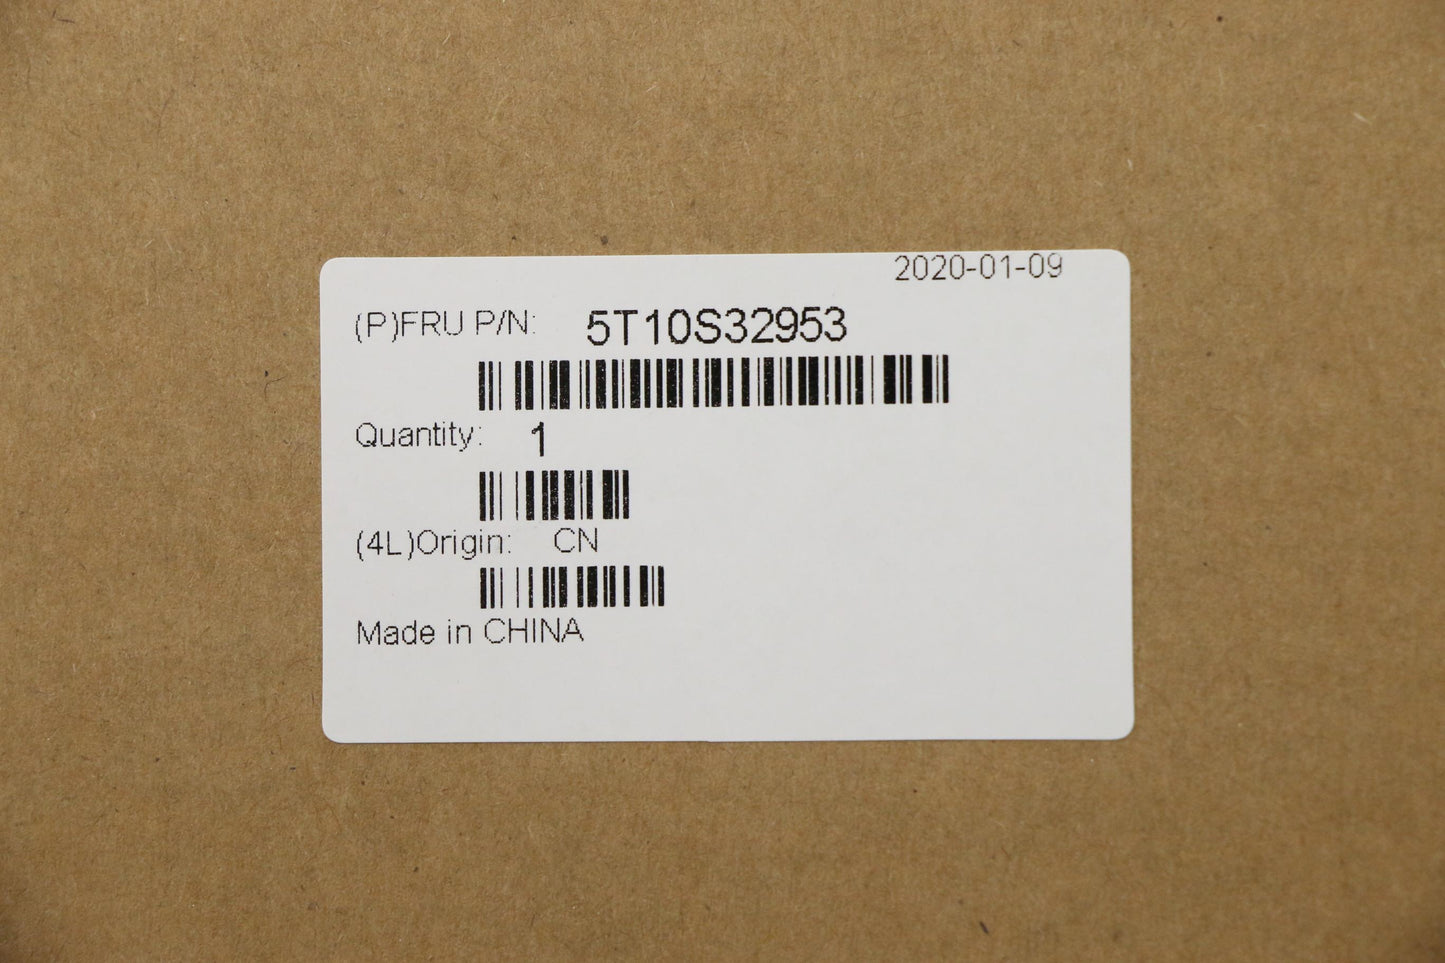 2020-01-09
(P)FRU P/N: 5T10S32953
Quantity: 1
(4L)Origin: CN
Made in CHINA